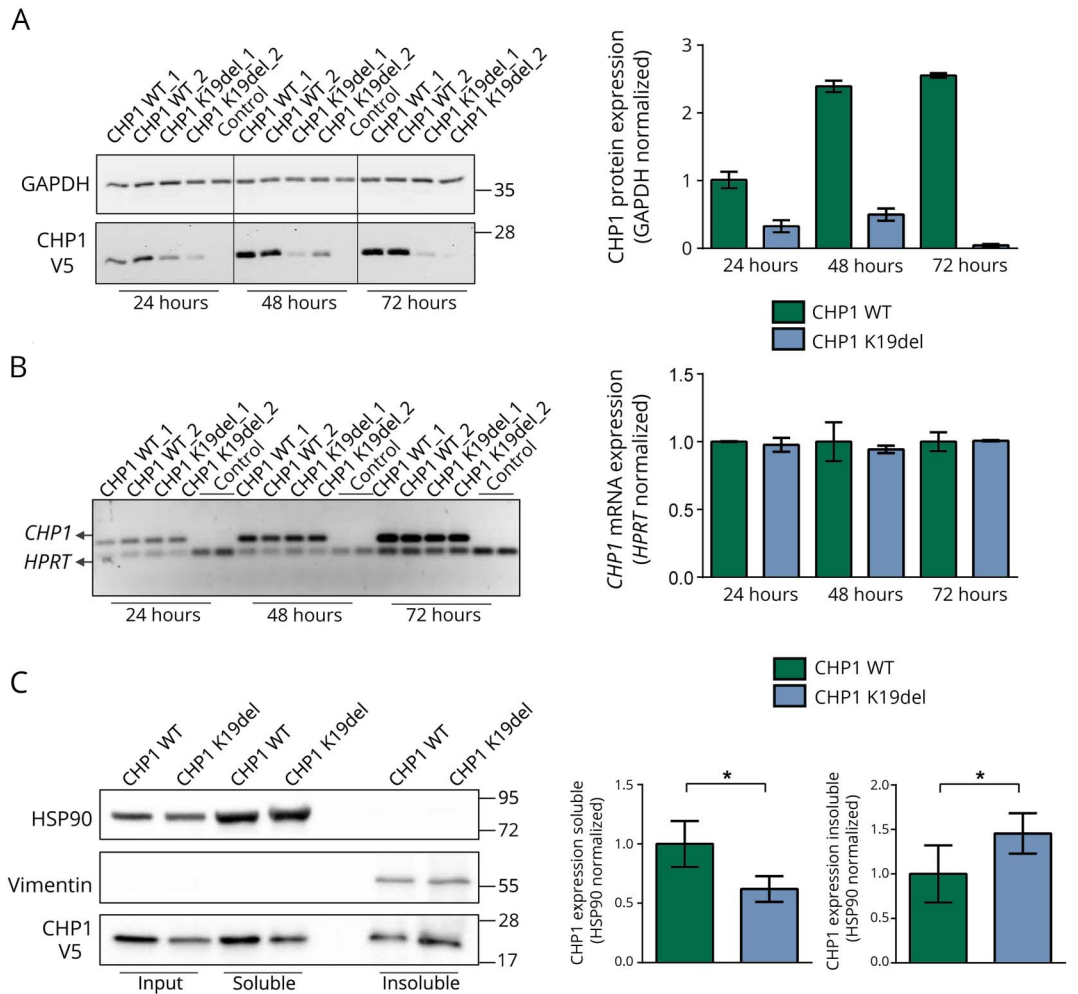 A
CHP1 WT_1
CHP1 WT_2
CHP1 K19del_1
CHP1 K19del_2
Control
CHP1 WT_1
CHP1 WT_2
CHP1 K19del_1
CHP1 K19del_2
Control
CHP1 WT_1
CHP1 WT_2
CHP1 K19del_1
CHP1 K19del_2
GAPDH
35
28
CHP1
V5
24 hours
48 hours
72 hours
CHP1 protein expression
(GAPDH normalized)
3
2
1
0
24 hours
48 hours
72 hours
CHP1 WT
CHP1 K19del
B
CHP1 WT_1
CHP1 WT_2
CHP1 K19del_1
CHP1 K19del_2
Control
CHP1 WT_1
CHP1 WT_2
CHP1 K19del_1
CHP1 K19del_2
Control
CHP1 WT_1
CHP1 WT_2
CHP1 K19del_1
CHP1 K19del_2
Control
CHP1
HPRT
24 hours
48 hours
72 hours
CHP1 mRNA expression
(HPRT normalized)
1.5
1.0
0.5
0.0
24 hours
48 hours
72 hours
CHP1 WT
CHP1 K19del
C
CHP1 WT
CHP1 K19del
CHP1 WT
CHP1 K19del
CHP1 WT
CHP1 K19del
HSP90
95
72
Vimentin
55
CHP1
V5
28
17
Input
Soluble
Insoluble
CHP1 expression soluble
(HSP90 normalized)
1.5
1.0
0.5
0.0
*
CHP1 expression insoluble
(HSP90 normalized)
2.0
1.5
1.0
0.5
0.0
*